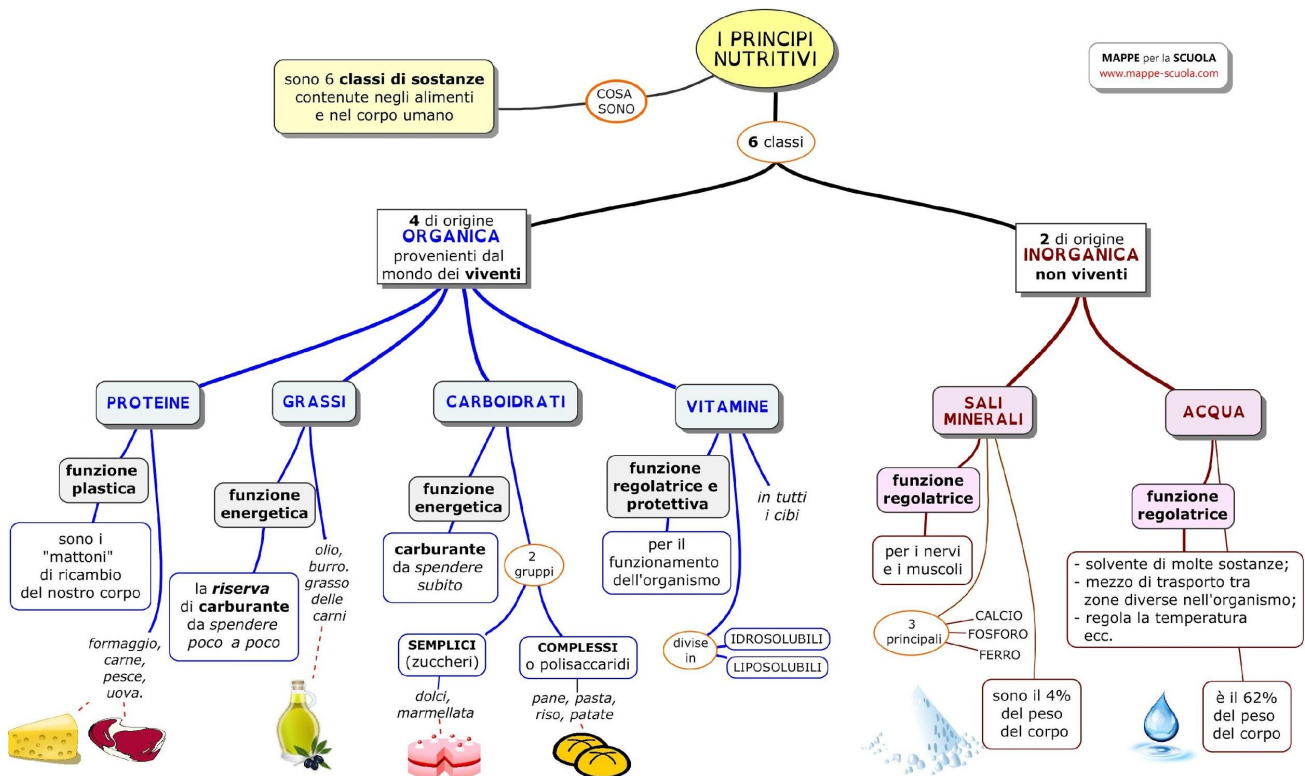 I PRINCIPI
NUTRITIVI
MAPPE per la SCUOLA
www.mappe-scuola.com
sono 6 classi di sostanze
contenute negli alimenti
e nel corpo umano
COSA
SONO
6 classi
4 di origine
ORGANICA
provenienti dal
mondo dei viventi
2 di origine
INORGANICA
non viventi
PROTEINE
funzione
plastica
sono i
"mattoni"
di ricambio
del nostro corpo
formaggio,
carne,
pesce,
uova.
GRASSI
funzione
energetica
la riserva
di carburante
da spendere
poco a poco
olio,
burro.
grasso
delle
carni
CARBOIDRATI
funzione
energetica
carburante
da spendere
subito
2
gruppi
SEMPLICI
(zuccheri)
dolci,
marmellata
COMPLESSI
o polisaccaridi
pane, pasta,
riso, patate
VITAMINE
funzione
regolatrice e
protettiva
per il
funzionamento
dell'organismo
in tutti
i cibi
divise
in
IDROSOLUBILI
LIPOSOLUBILI
SALI
MINERALI
funzione
regolatrice
per i nervi
e i muscoli
3
principali
CALCIO
FOSFORO
FERRO
sono il 4%
del peso
del corpo
ACQUA
funzione
regolatrice
- solvente di molte sostanze;
- mezzo di trasporto tra
zone diverse nell'organismo;
- regola la temperatura
ecc.
è il 62%
del peso
del corpo